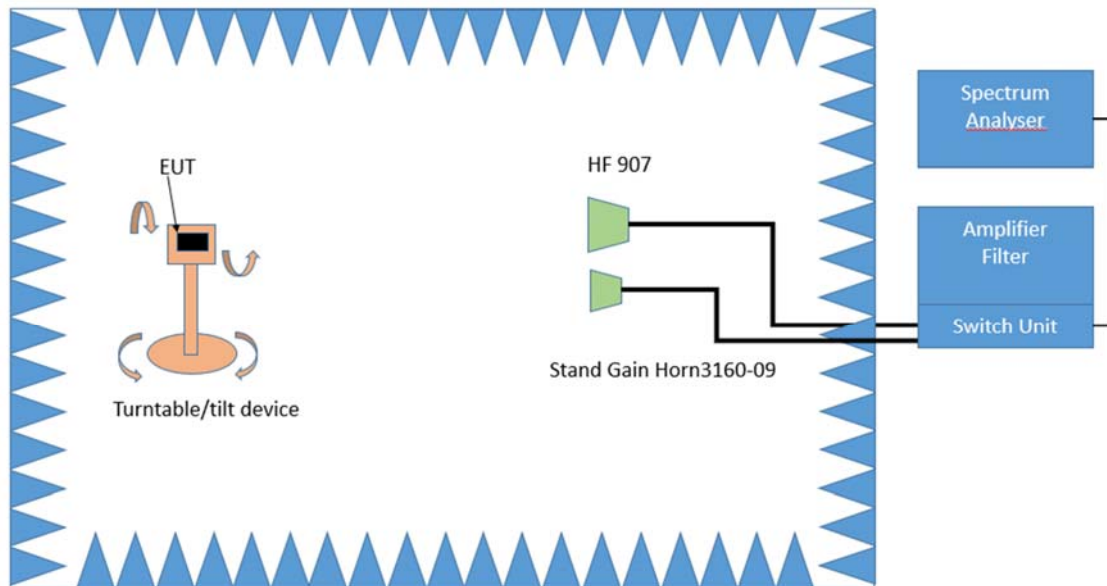 Spectrum
Analyser
EUT
HF 907
Amplifier
Filter
Switch Unit
Stand Gain Horn3160-09
Turntable/tilt device